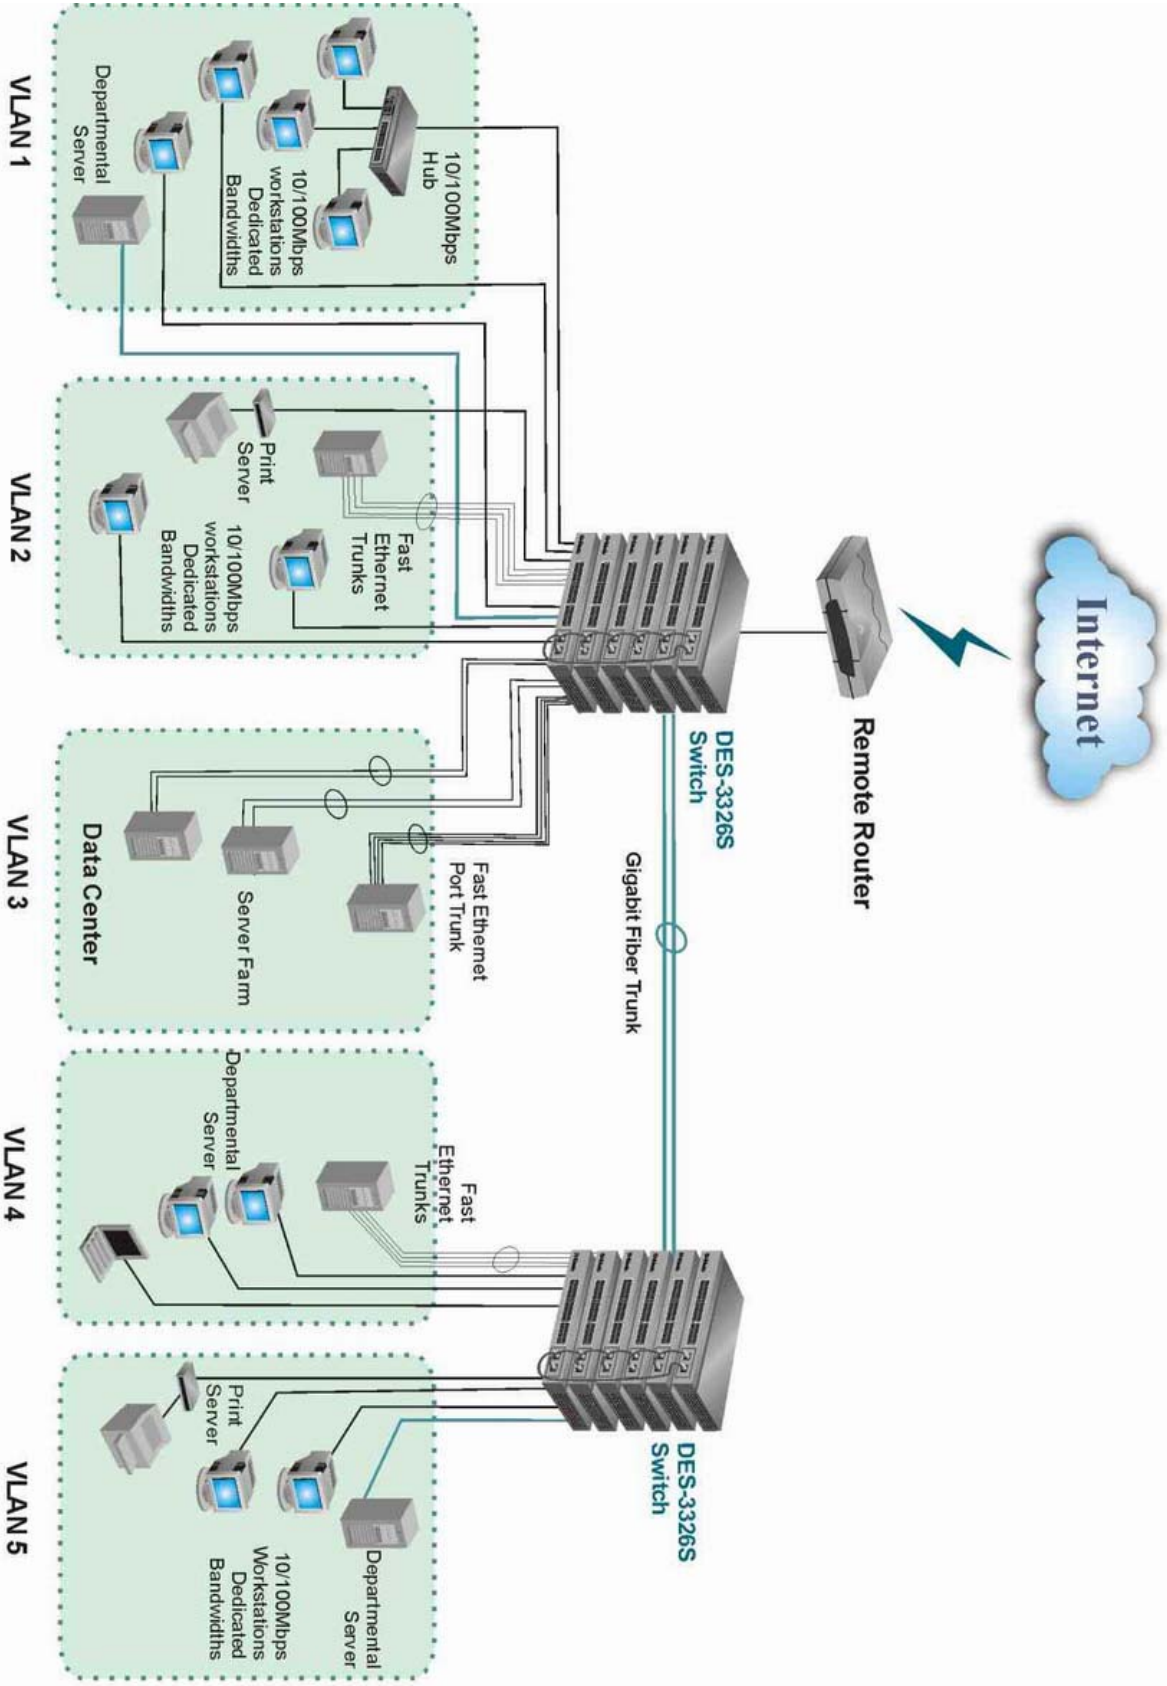 Internet
Remote Router
DES-3326S
Switch
Gigabit Fiber Trunk
DES-3326S
Switch
10/100Mbps
Hub
10/100Mbps
workstations
Dedicated
Bandwidths
Departmental
Server
VLAN 1
Fast
Ethernet
Trunks
Print
Server
10/100Mbps
workstations
Dedicated
Bandwidths
VLAN 2
Fast Ethernet
Port Trunk
Server Farm
Data Center
VLAN 3
Fast
Ethernet
Trunks
Departmental
Server
VLAN 4
Departmental
Server
Print
Server
10/100Mbps
Workstations
Dedicated
Bandwidths
VLAN 5